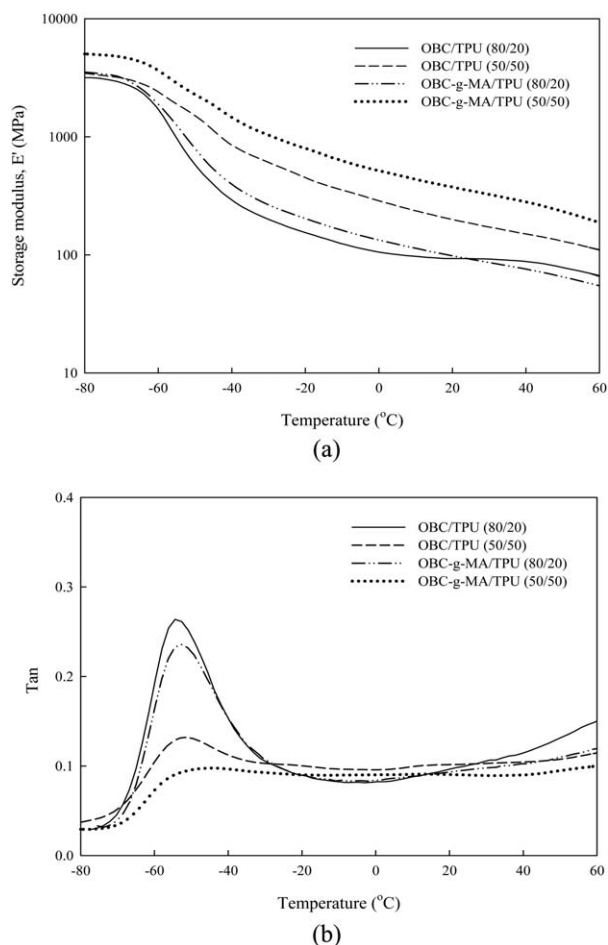 10000
1000
100
10
Storage modulus, E' (MPa)
OBC/TPU (80/20)
OBC/TPU (50/50)
OBC-g-MA/TPU (80/20)
OBC-g-MA/TPU (50/50)
-80 -60 -40 -20 0 20 40 60
Temperature (°C)
(a)
0.4
0.3
0.2
0.1
0.0
Tan
OBC/TPU (80/20)
OBC/TPU (50/50)
OBC-g-MA/TPU (80/20)
OBC-g-MA/TPU (50/50)
-80 -60 -40 -20 0 20 40 60
Temperature (°C)
(b)